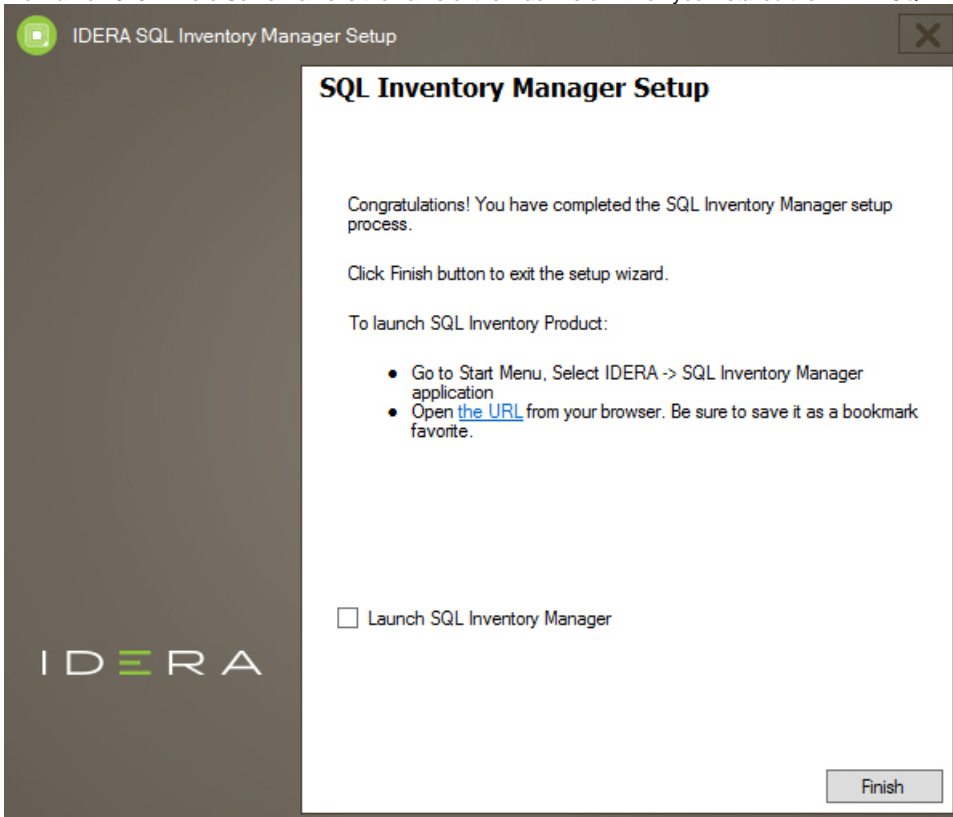 IDERA SQL Inventory Manager Setup
SQL Inventory Manager Setup
Congratulations! You have completed the SQL Inventory Manager setup
process.
Click Finish button to exit the setup wizard.
To launch SQL Inventory Product:
● Go to Start Menu, Select IDERA -> SQL Inventory Manager
application
● Open the URL from your browser. Be sure to save it as a bookmark
favorite.
Launch SQL Inventory Manager
IDERA
Finish